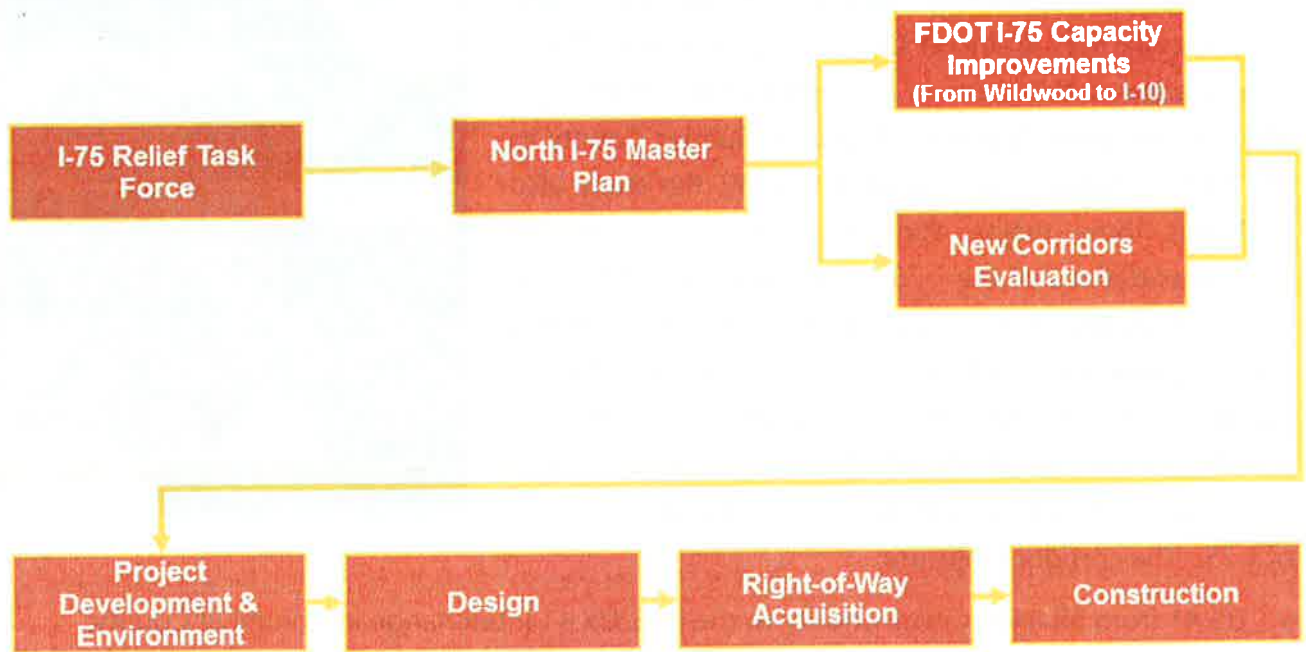 FDOT I-75 Capacity
Improvements
(From Wildwood to I-10)
I-75 Relief Task
Force
North I-75 Master
Plan
New Corridors
Evaluation
Project
Development &
Environment
Design
Right-of-Way
Acquisition
Construction